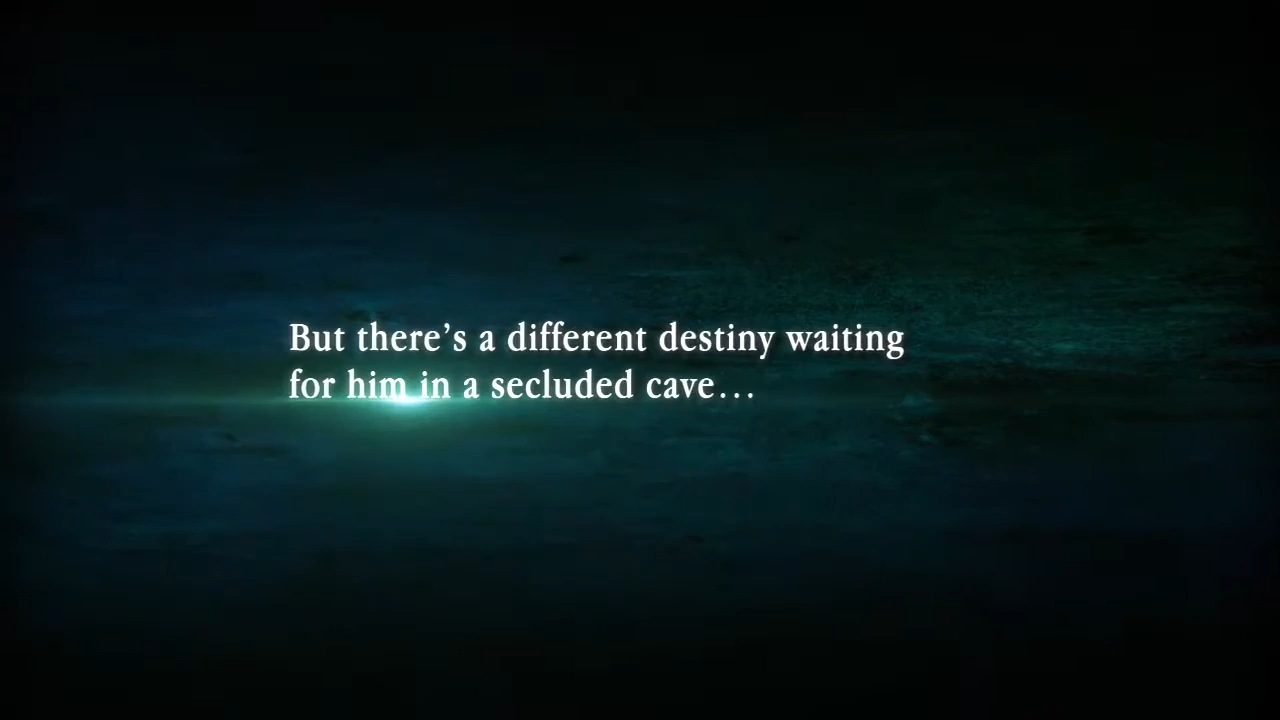 But there’s a different destiny waiting
for him in a secluded cave…